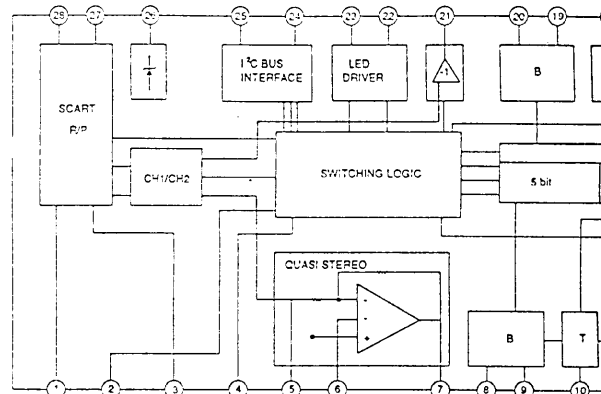 28 27 26 25 24 23 22 21 20 19
SCART
R/P
I²C BUS
INTERFACE
LED
DRIVER
-1
B
CH1/CH2
SWITCHING LOGIC
5 bit
QUASI STEREO
-
-
+
B
T
1 2 3 4 5 6 7 8 9 10